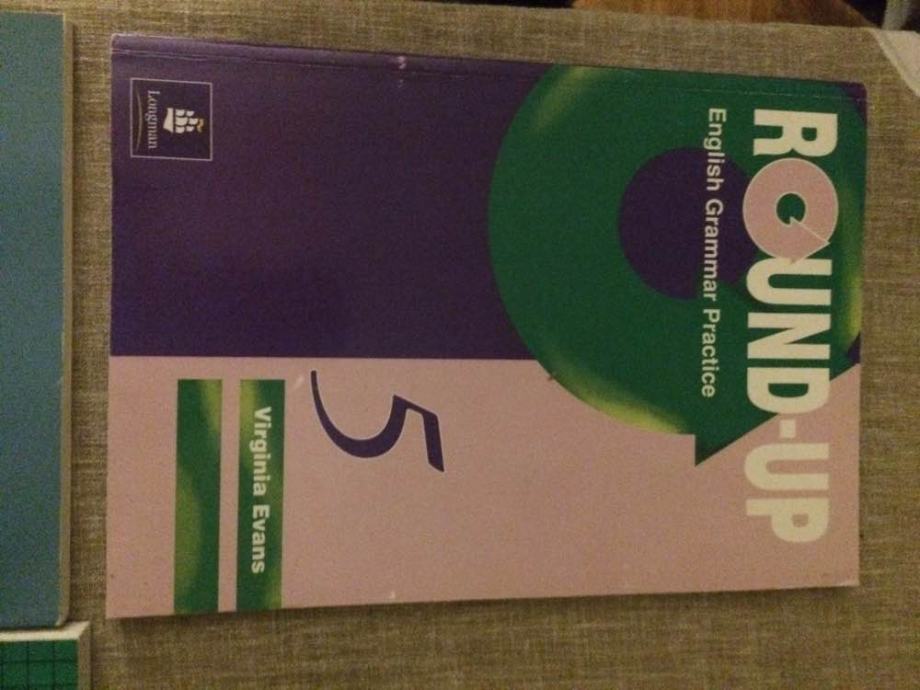 ROUND-UP
English Grammar Practice
5
Virginia Evans
Longman